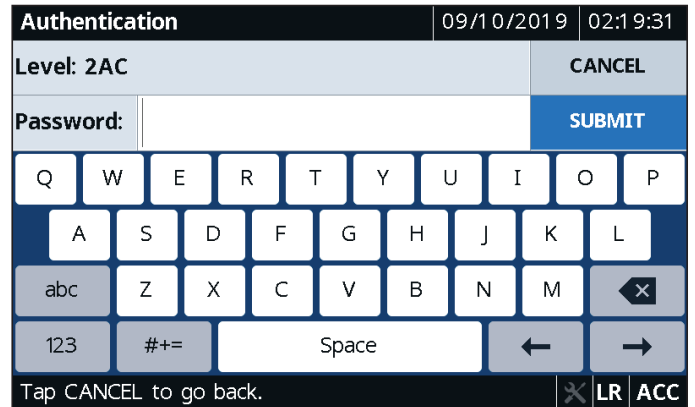 Authentication 09/10/2019 02:19:31
Level: 2AC CANCEL
Password: SUBMIT
Q W E R T Y U I O P
A S D F G H J K L
abc Z X C V B N M
123 #+= Space ← →
Tap CANCEL to go back. LR ACC